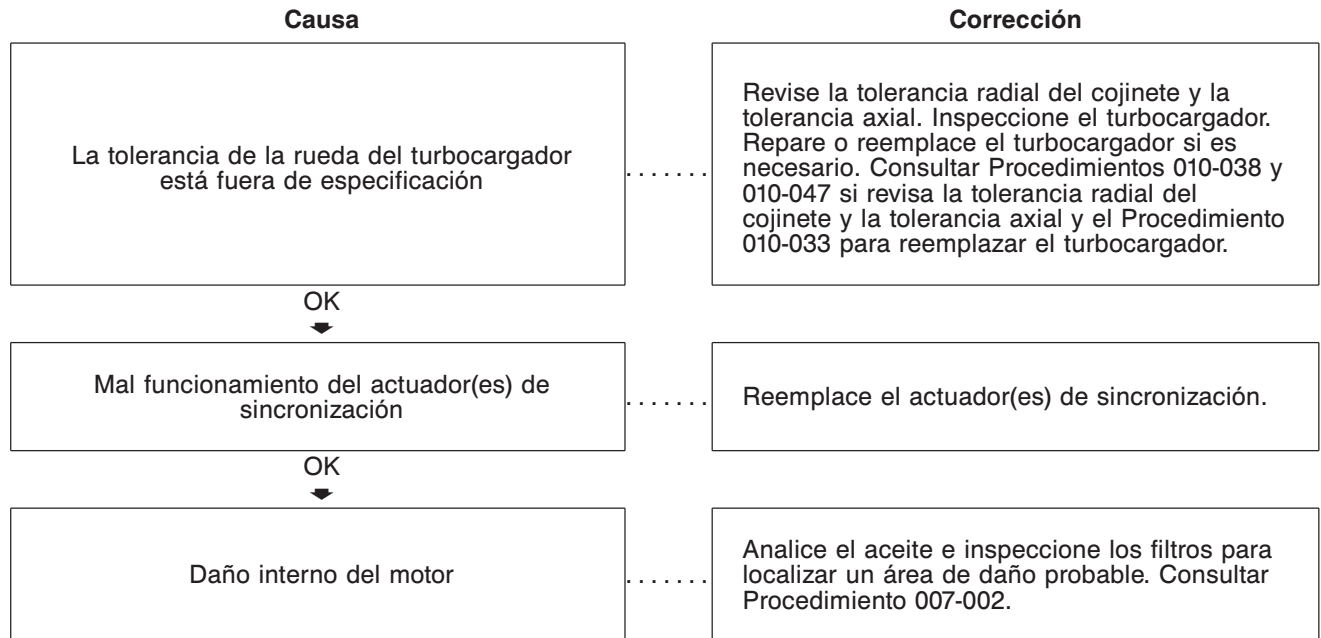 Causa
Corrección
La tolerancia de la rueda del turbocargador
está fuera de especificación
.......
Revise la tolerancia radial del cojinete y la
tolerancia axial. Inspeccione el turbocargador.
Repare o reemplace el turbocargador si es
necesario. Consultar Procedimientos 010-038 y
010-047 si revisa la tolerancia radial del
cojinete y la tolerancia axial y el Procedimiento
010-033 para reemplazar el turbocargador.
OK
Mal funcionamiento del actuador(es) de
sincronización
.......
Reemplace el actuador(es) de sincronización.
OK
Daño interno del motor
.......
Analice el aceite e inspeccione los filtros para
localizar un área de daño probable. Consultar
Procedimiento 007-002.